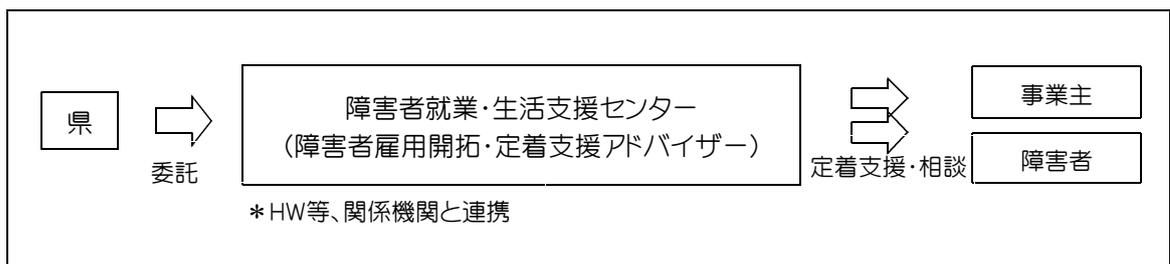 県
委託
障害者就業・生活支援センター
（障害者雇用開拓・定着支援アドバイザー）
＊HW等、関係機関と連携
定着支援・相談
事業主
障害者